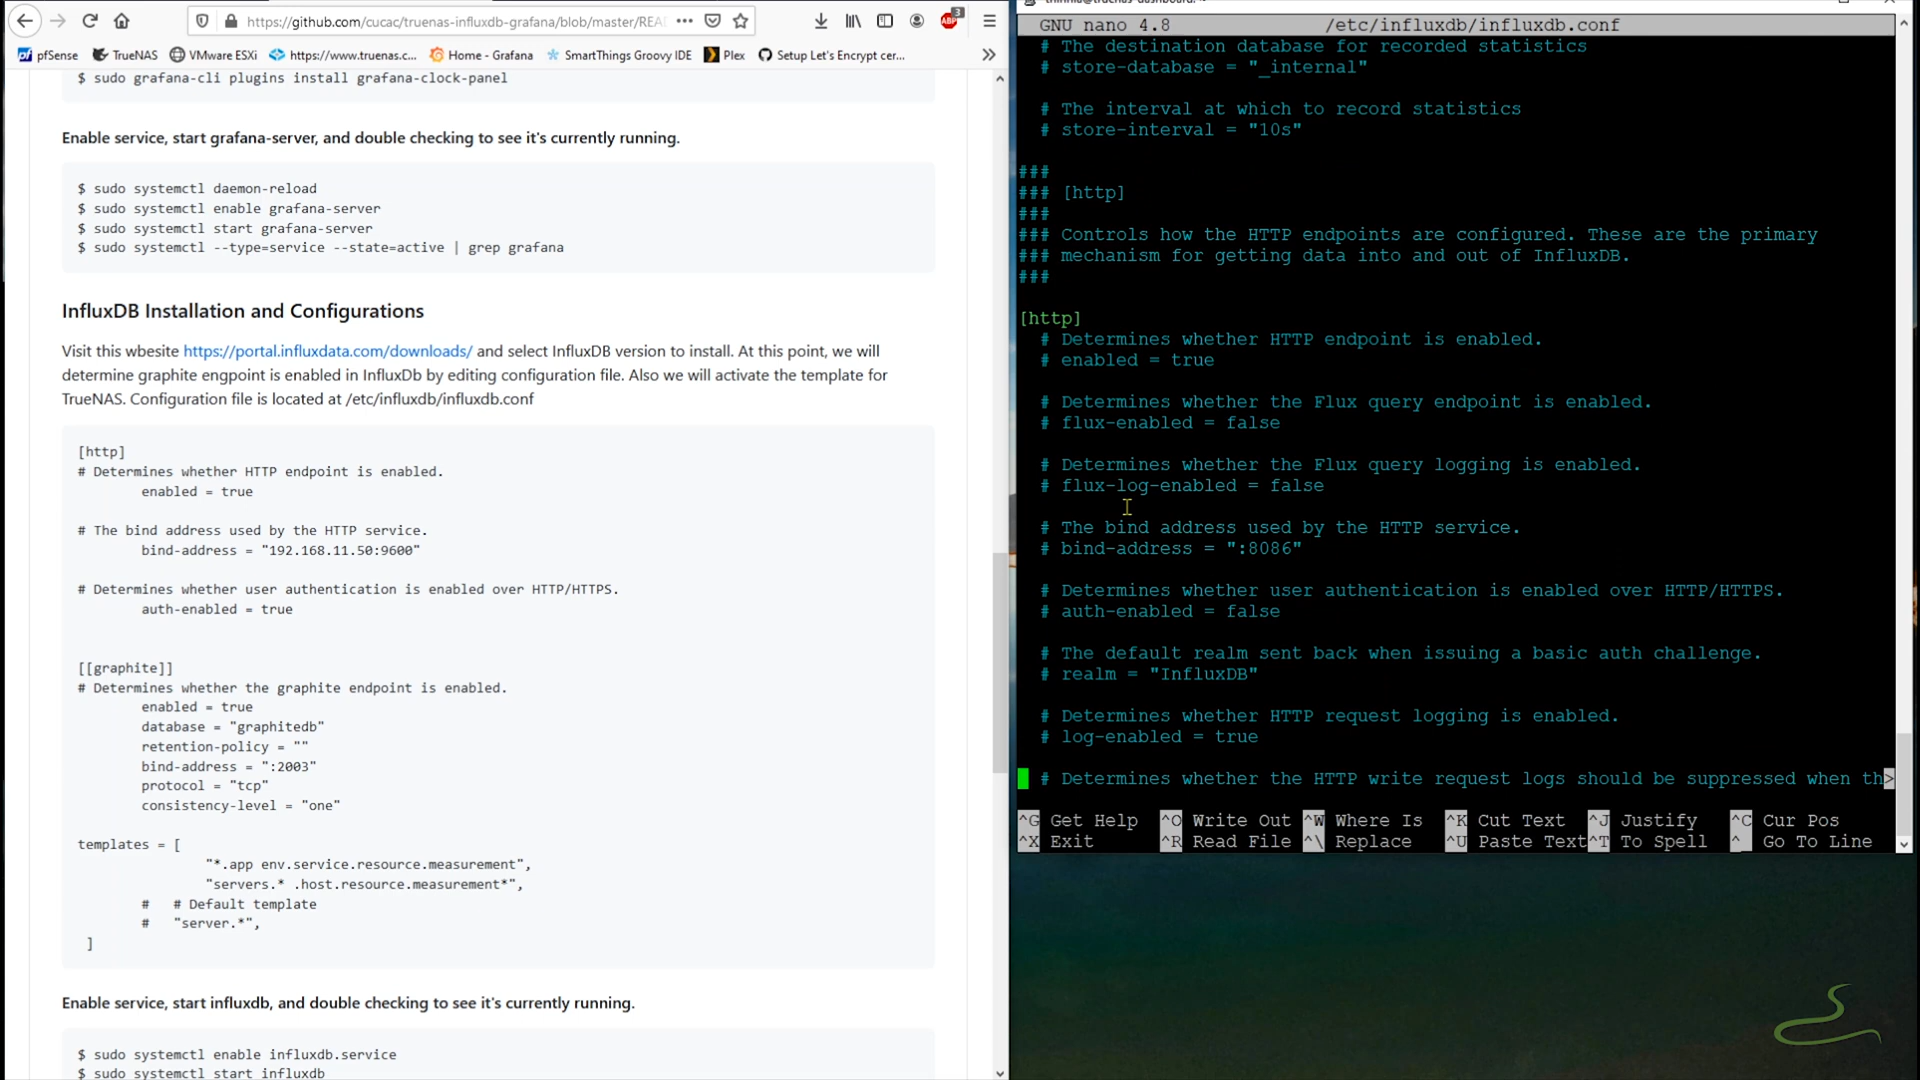 https://github.com/cucac/truenas-influxdb-grafana/blob/master/REA
ABP
3
pfSense
TrueNAS
VMware ESXi
https://www.truenas.c...
Home - Grafana
SmartThings Groovy IDE
Plex
Setup Let's Encrypt cer...
$ sudo grafana-cli plugins install grafana-clock-panel
Enable service, start grafana-server, and double checking to see it's currently running.
$ sudo systemctl daemon-reload
$ sudo systemctl enable grafana-server
$ sudo systemctl start grafana-server
$ sudo systemctl --type=service --state=active | grep grafana
InfluxDB Installation and Configurations
Visit this wbesite https://portal.influxdata.com/downloads/ and select InfluxDB version to install. At this point, we will
determine graphite engpoint is enabled in InfluxDb by editing configuration file. Also we will activate the template for
TrueNAS. Configuration file is located at /etc/influxdb/influxdb.conf
[http]
# Determines whether HTTP endpoint is enabled.
enabled = true
# The bind address used by the HTTP service.
bind-address = "192.168.11.50:9600"
# Determines whether user authentication is enabled over HTTP/HTTPS.
auth-enabled = true
[[graphite]]
# Determines whether the graphite endpoint is enabled.
enabled = true
database = "graphitedb"
retention-policy = ""
bind-address = ":2003"
protocol = "tcp"
consistency-level = "one"
templates = [
"*.app env.service.resource.measurement",
"servers.* .host.resource.measurement*",
# # Default template
# "server.*",
]
Enable service, start influxdb, and double checking to see it's currently running.
$ sudo systemctl enable influxdb.service
$ sudo systemctl start influxdb
GNU nano 4.8 /etc/influxdb/influxdb.conf
# The destination database for recorded statistics
# store-database = "_internal"
# The interval at which to record statistics
# store-interval = "10s"
###
### [http]
###
### Controls how the HTTP endpoints are configured. These are the primary
### mechanism for getting data into and out of InfluxDB.
###
[http]
# Determines whether HTTP endpoint is enabled.
# enabled = true
# Determines whether the Flux query endpoint is enabled.
# flux-enabled = false
# Determines whether the Flux query logging is enabled.
# flux-log-enabled = false
# The bind address used by the HTTP service.
# bind-address = ":8086"
# Determines whether user authentication is enabled over HTTP/HTTPS.
# auth-enabled = false
# The default realm sent back when issuing a basic auth challenge.
# realm = "InfluxDB"
# Determines whether HTTP request logging is enabled.
# log-enabled = true
# Determines whether the HTTP write request logs should be suppressed when th>
^G Get Help ^O Write Out ^W Where Is ^K Cut Text ^J Justify ^C Cur Pos
^X Exit ^R Read File ^\ Replace ^U Paste Text^T To Spell ^_ Go To Line